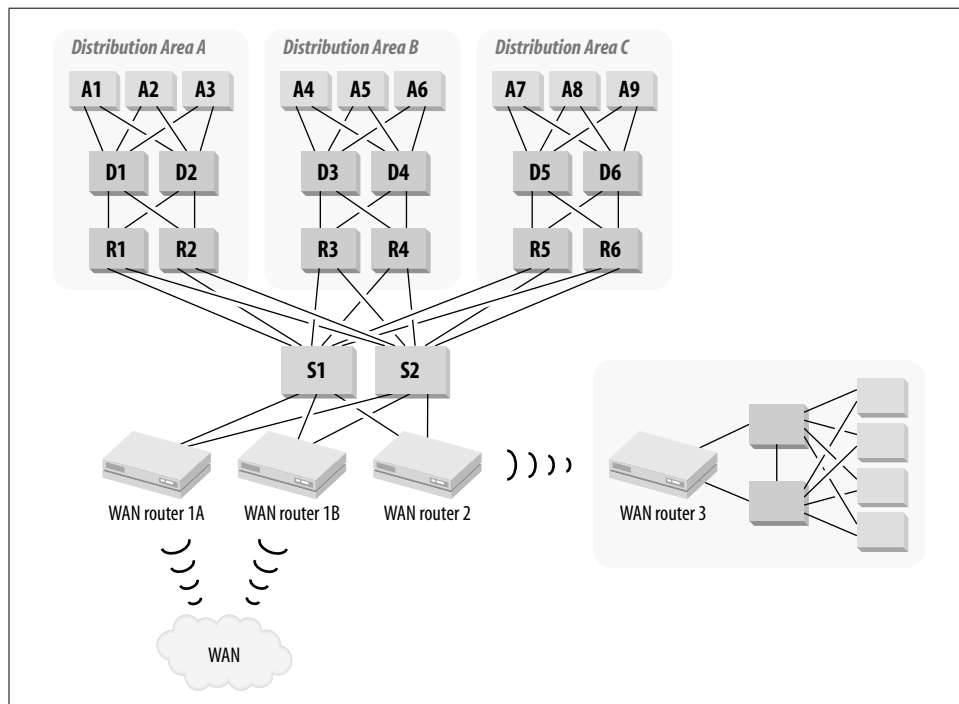 Distribution Area A
Distribution Area B
Distribution Area C
A1 A2 A3 A4 A5 A6 A7 A8 A9
D1 D2 D3 D4 D5 D6
R1 R2 R3 R4 R5 R6
S1 S2
WAN router 1A
WAN router 1B
WAN router 2
WAN router 3
WAN